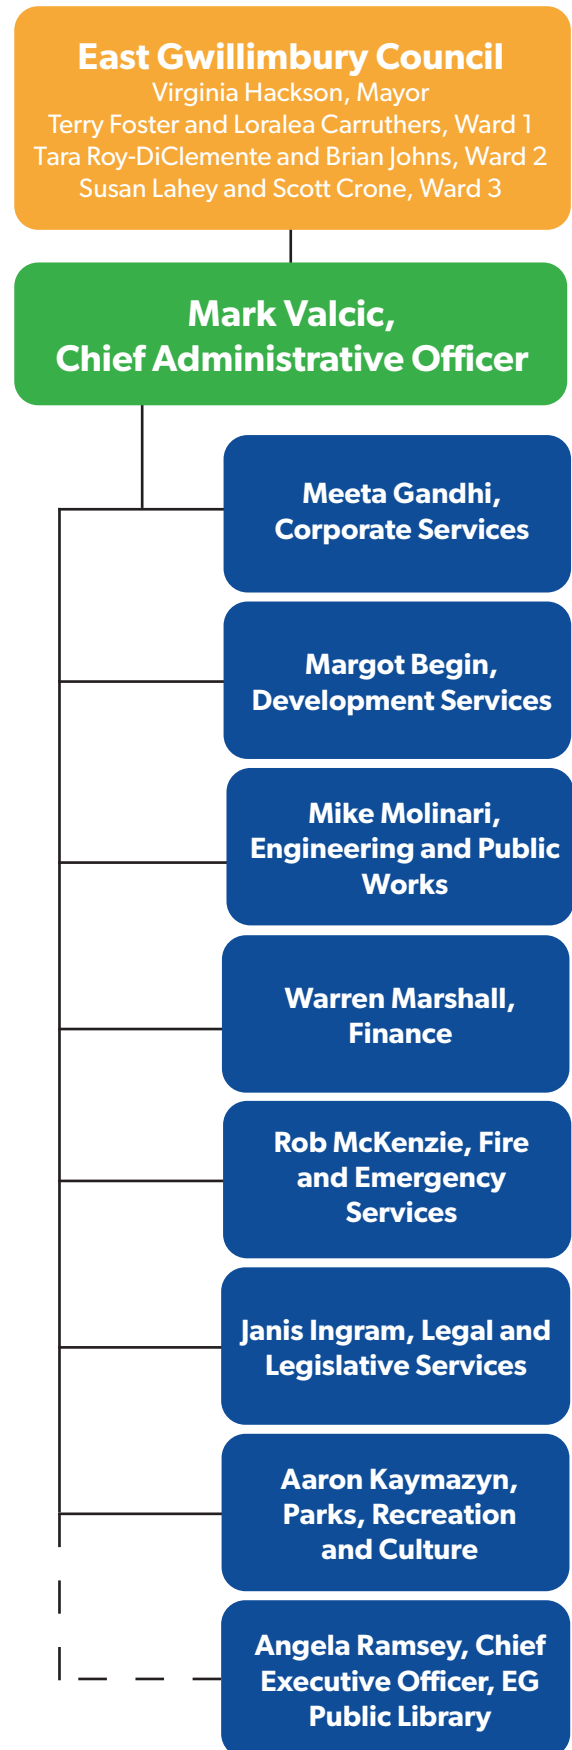 East Gwillimbury Council
Virginia Hackson, Mayor
Terry Foster and Loralea Carruthers, Ward 1
Tara Roy-DiClemente and Brian Johns, Ward 2
Susan Lahey and Scott Crone, Ward 3
Mark Valcic,
Chief Administrative Officer
Meeta Gandhi,
Corporate Services
Margot Begin,
Development Services
Mike Molinari,
Engineering and Public
Works
Warren Marshall,
Finance
Rob McKenzie, Fire
and Emergency
Services
Janis Ingram, Legal and
Legislative Services
Aaron Kaymazyn,
Parks, Recreation
and Culture
Angela Ramsey, Chief
Executive Officer, EG
Public Library